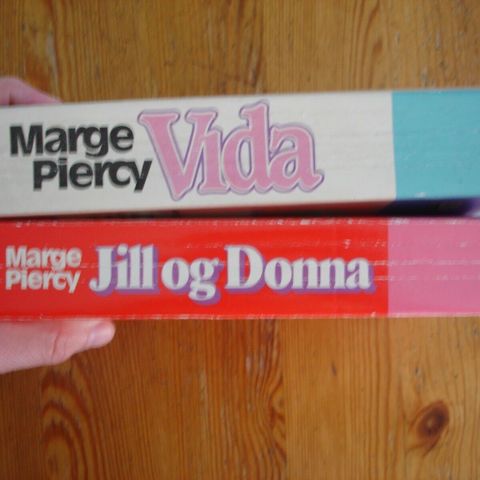 Marge
Piercy
Vida
Marge
Piercy
Jill og Donna